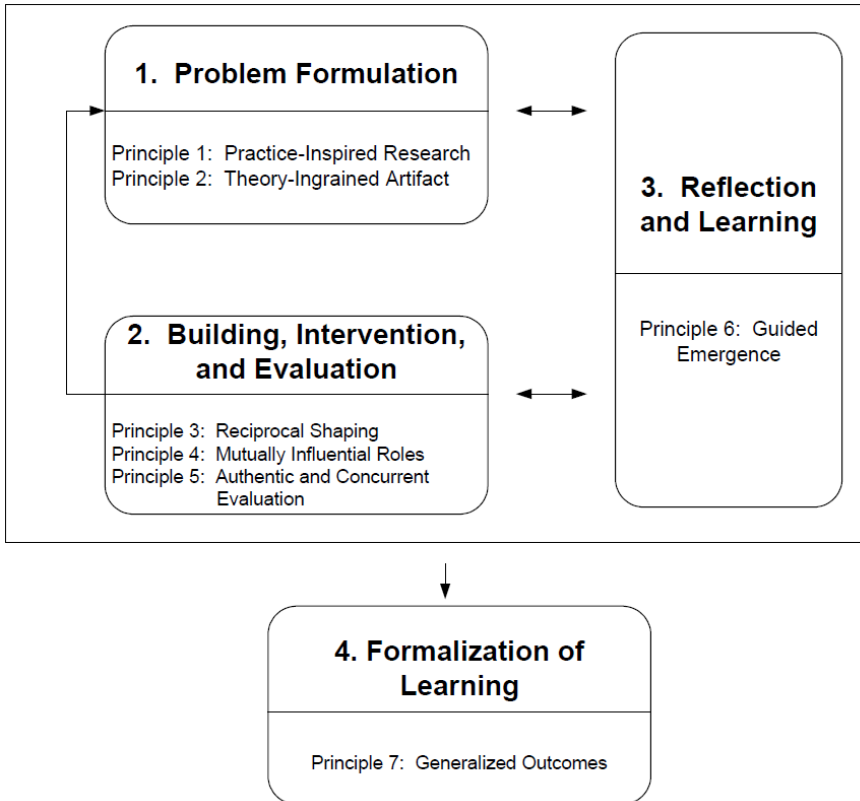 1. Problem Formulation
Principle 1: Practice-Inspired Research
Principle 2: Theory-Ingrained Artifact
2. Building, Intervention,
and Evaluation
Principle 3: Reciprocal Shaping
Principle 4: Mutually Influential Roles
Principle 5: Authentic and Concurrent
Evaluation
3. Reflection
and Learning
Principle 6: Guided
Emergence
4. Formalization of
Learning
Principle 7: Generalized Outcomes